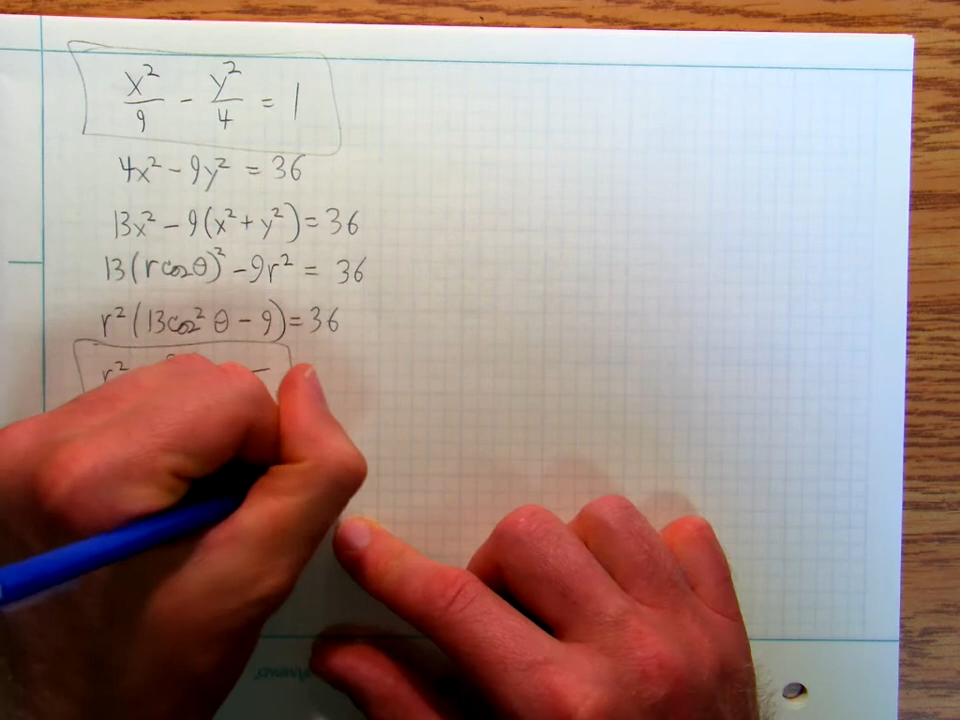 x²/9 - y²/4 = 1
4x² - 9y² = 36
13x² - 9(x² + y²) = 36
13(r cos θ)² - 9r² = 36
r²(13cos² θ - 9) = 36
r²